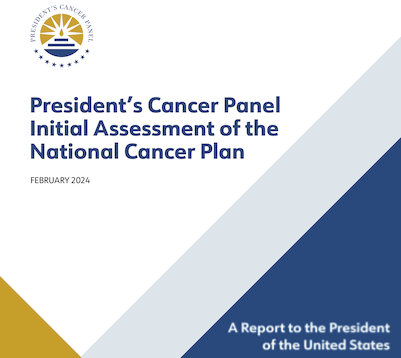 PRESIDENT'S CANCER PANEL
President's Cancer Panel
Initial Assessment of the
National Cancer Plan
FEBRUARY 2024
A Report to the President
of the United States